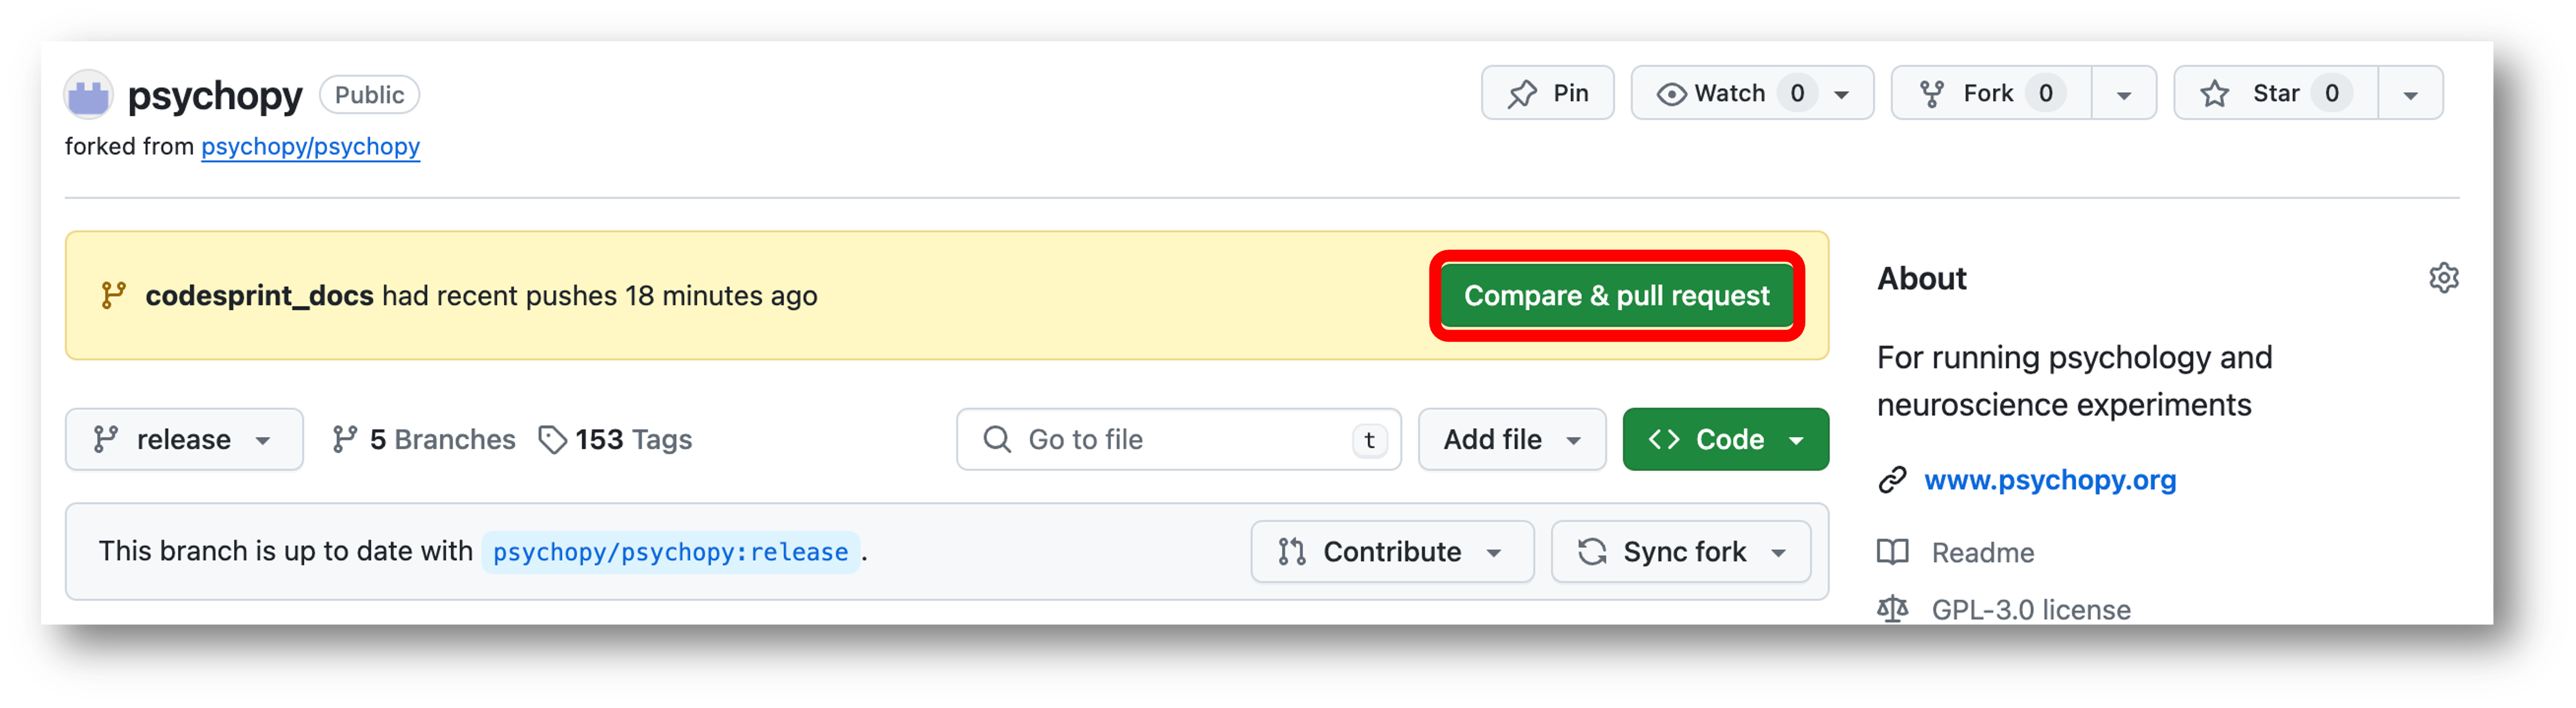 psychopy Public Pin Watch 0 Fork 0 Star 0
forked from psychopy/psychopy
codesprint_docs had recent pushes 18 minutes ago Compare & pull request
release 5 Branches 153 Tags Go to file t Add file Code
This branch is up to date with psychopy/psychopy:release. Contribute Sync fork
About
For running psychology and
neuroscience experiments
www.psychopy.org
Readme
GPL-3.0 license